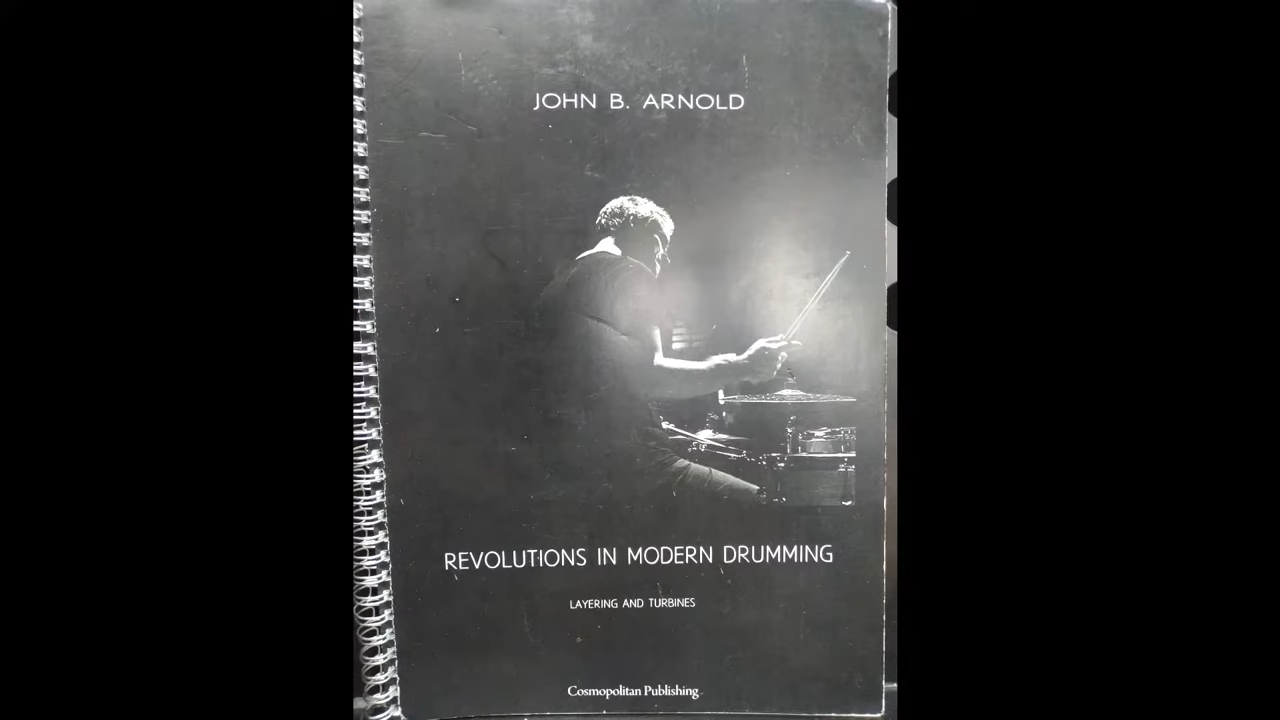 JOHN B. ARNOLD
REVOLUTIONS IN MODERN DRUMMING
LAYERING AND TURBINES
Cosmopolitan Publishing